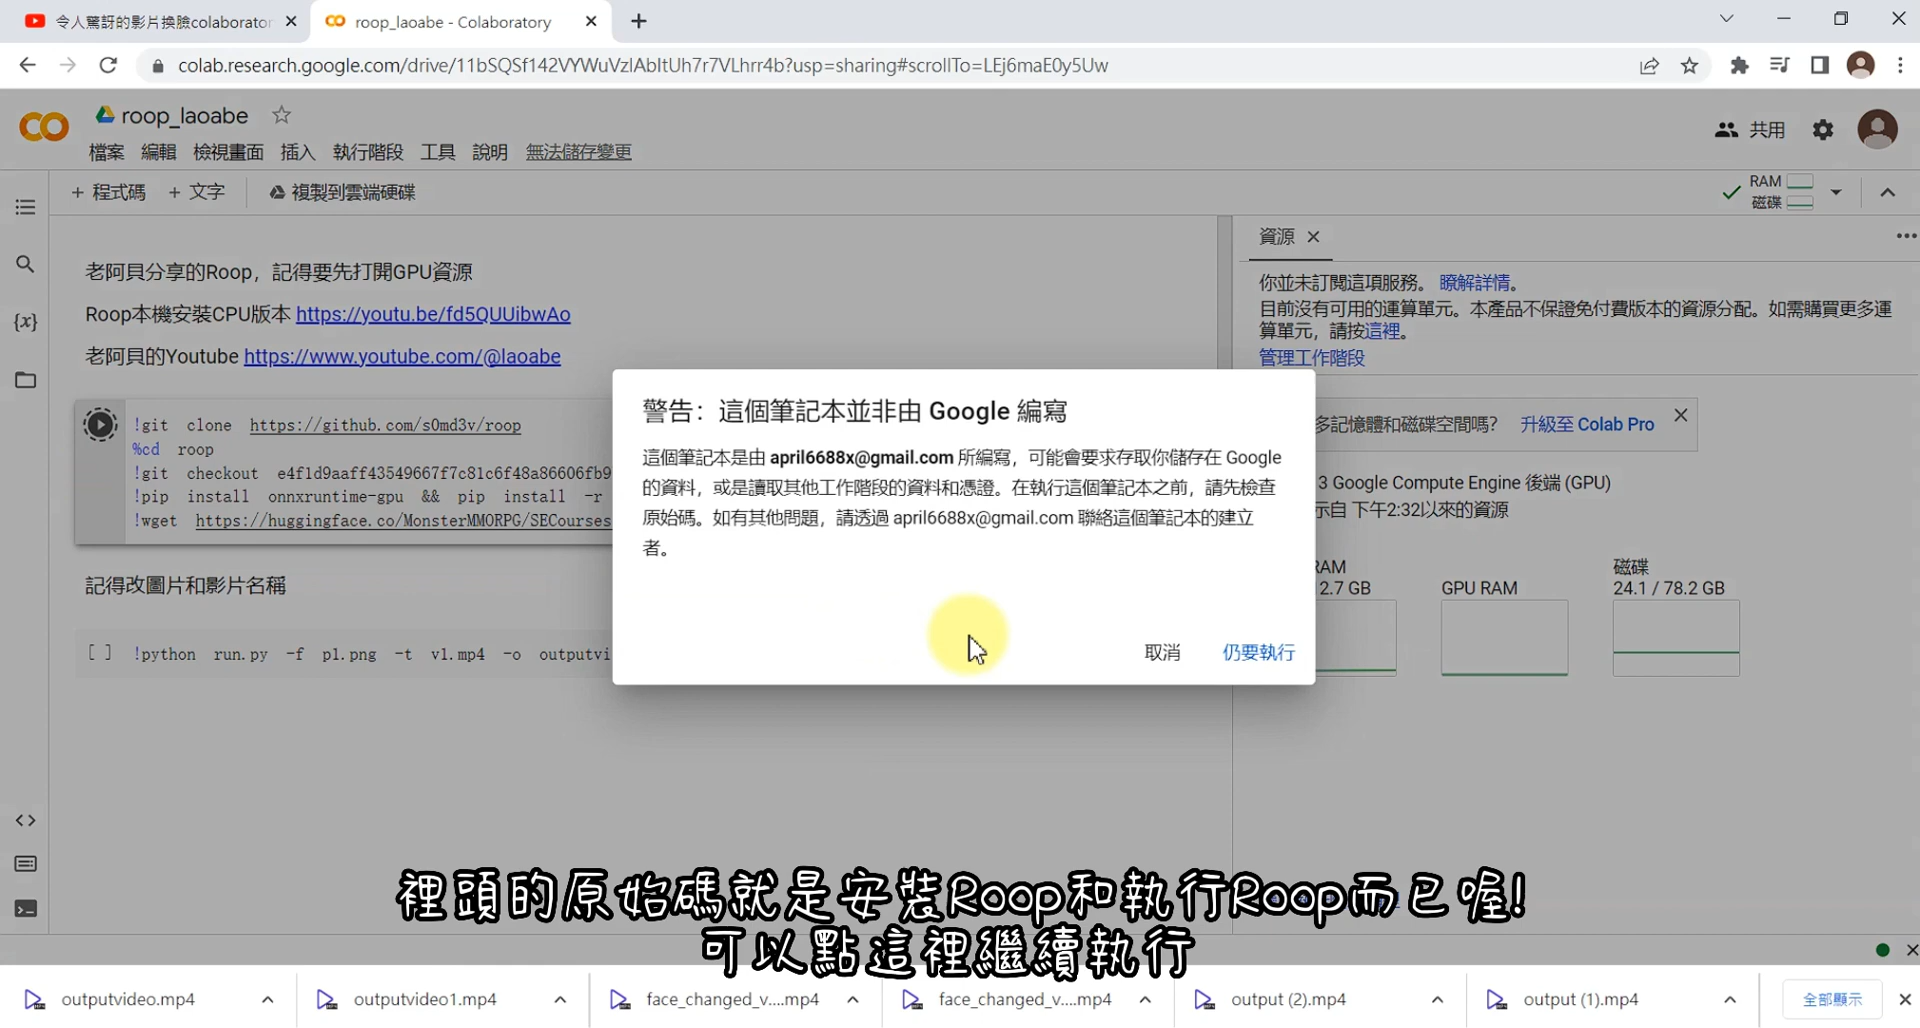 令人驚訝的影片換臉colaborator
roop_laoabe - Colaboratory
colab.research.google.com/drive/11bSQSf142VYWuVzlAbltUh7r7VLhrr4b?usp=sharing#scrollTo=LEj6maE0y5Uw
roop_laoabe
共用
檔案 編輯 檢視畫面 插入 執行階段 工具 說明 無法儲存變更
+ 程式碼 + 文字 複製到雲端硬碟
RAM
磁碟
資源
老阿貝分享的Roop，記得要先打開GPU資源
Roop本機安裝CPU版本 https://youtu.be/fd5QUUibwAo
老阿貝的Youtube https://www.youtube.com/@laoabe
你並未訂閱這項服務。 瞭解詳情。
目前沒有可用的運算單元。本產品不保證免付費版本的資源分配。如需購買更多運
算單元，請按這裡。
管理工作階段
!git clone https://github.com/s0md3v/roop
%cd roop
!git checkout e4f1d9aaff43549667f7c81c6f48a86606fb9
!pip install onnxruntime-gpu && pip install -r
!wget https://huggingface.co/MonsterMMORPG/SECourses
記得改圖片和影片名稱
[ ] !python run.py -f p1.png -t v1.mp4 -o outputvi
警告：這個筆記本並非由 Google 編寫
這個筆記本是由 april6688x@gmail.com 所編寫，可能會要求存取你儲存在 Google
的資料，或是讀取其他工作階段的資料和憑證。在執行這個筆記本之前，請先檢查
原始碼。如有其他問題，請透過 april6688x@gmail.com 聯絡這個筆記本的建立
者。
取消 仍要執行
多記憶體和磁碟空間嗎？ 升級至 Colab Pro
3 Google Compute Engine 後端 (GPU)
示自 下午2:32以來的資源
RAM
2.7 GB
GPU RAM
磁碟
24.1 / 78.2 GB
裡頭的原始碼就是安裝Roop和執行Roop而已喔!
可以點這裡繼續執行
outputvideo.mp4
outputvideo1.mp4
face_changed_v....mp4
face_changed_v....mp4
output (2).mp4
output (1).mp4
全部顯示